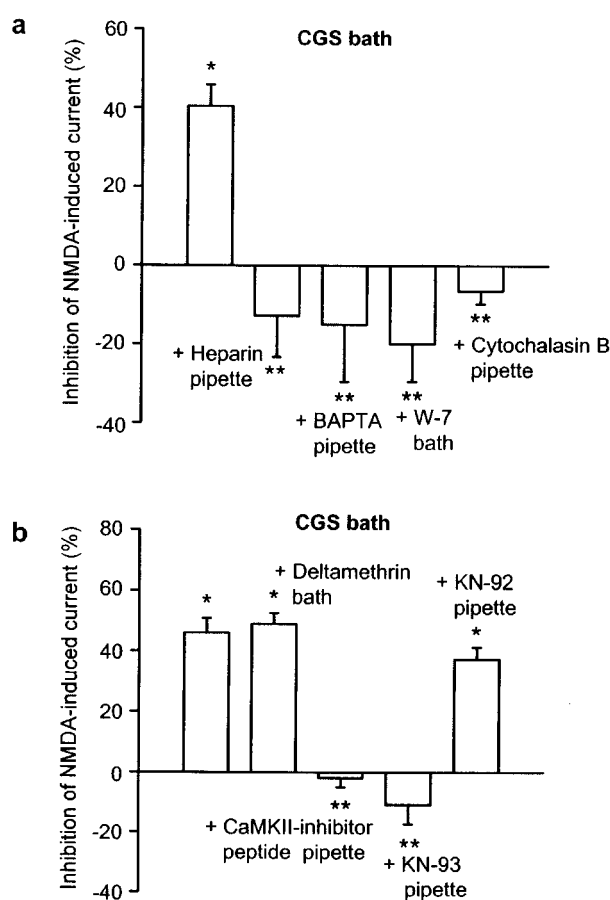 a
CGS bath
Inhibition of NMDA-induced current (%)
60
40
20
0
-20
-40
*
+ Heparin
pipette
**
**
+ BAPTA
pipette
**
+ W-7
bath
**
+ Cytochalasin B
pipette
b
CGS bath
Inhibition of NMDA-induced current (%)
80
60
40
20
0
-20
-40
*
+ Deltamethrin
bath
*
**
+ CaMKII-inhibitor
peptide pipette
**
+ KN-93
pipette
+ KN-92
pipette
*